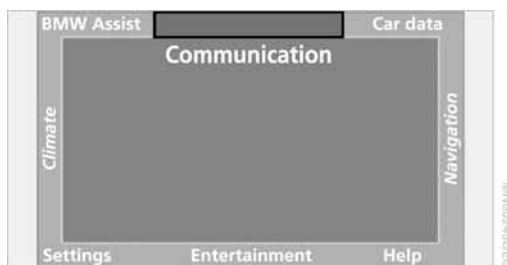 BMW Assist
Car data
Communication
Climate
Navigation
Settings
Entertainment
Help